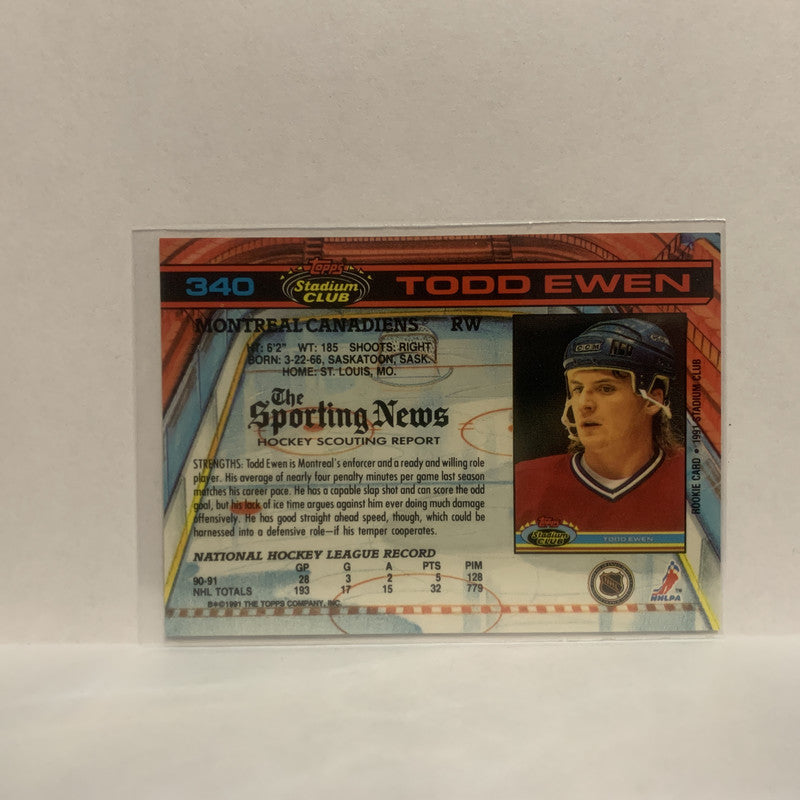 340
Topps
Stadium
CLUB
TODD EWEN
MONTREAL CANADIENS RW
HT: 6'2" WT: 185 SHOOTS: RIGHT
BORN: 3-22-66, SASKATOON, SASK.
HOME: ST. LOUIS, MO.
The
Sporting News
HOCKEY SCOUTING REPORT
STRENGTHS: Todd Ewen is Montreal's enforcer and a ready and willing role
player. His average of nearly four penalty minutes per game last season
matches his career pace. He has a capable slap shot and can score the odd
goal, but his lack of ice time argues against him ever doing much damage
offensively. He has good straight ahead speed, though, which could be
harnessed into a defensive role—if his temper cooperates.
NATIONAL HOCKEY LEAGUE RECORD
GP G A PTS PIM
90-91 28 3 2 5 128
NHL TOTALS 193 17 15 32 779
B*©1991 THE TOPPS COMPANY, INC.
CCM
Topps
Stadium
CLUB
TODD EWEN
ROOKIE CARD • 1991 STADIUM CLUB
NHL
NHLPA
TM